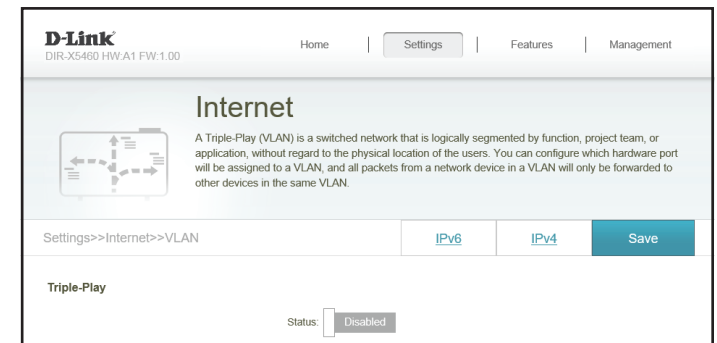 D-Link
DIR-X5460 HW:A1 FW:1.00
Home Settings Features Management
Internet
A Triple-Play (VLAN) is a switched network that is logically segmented by function, project team, or
application, without regard to the physical location of the users. You can configure which hardware port
will be assigned to a VLAN, and all packets from a network device in a VLAN will only be forwarded to
other devices in the same VLAN.
Settings>>Internet>>VLAN IPv6 IPv4 Save
Triple-Play
Status: Disabled